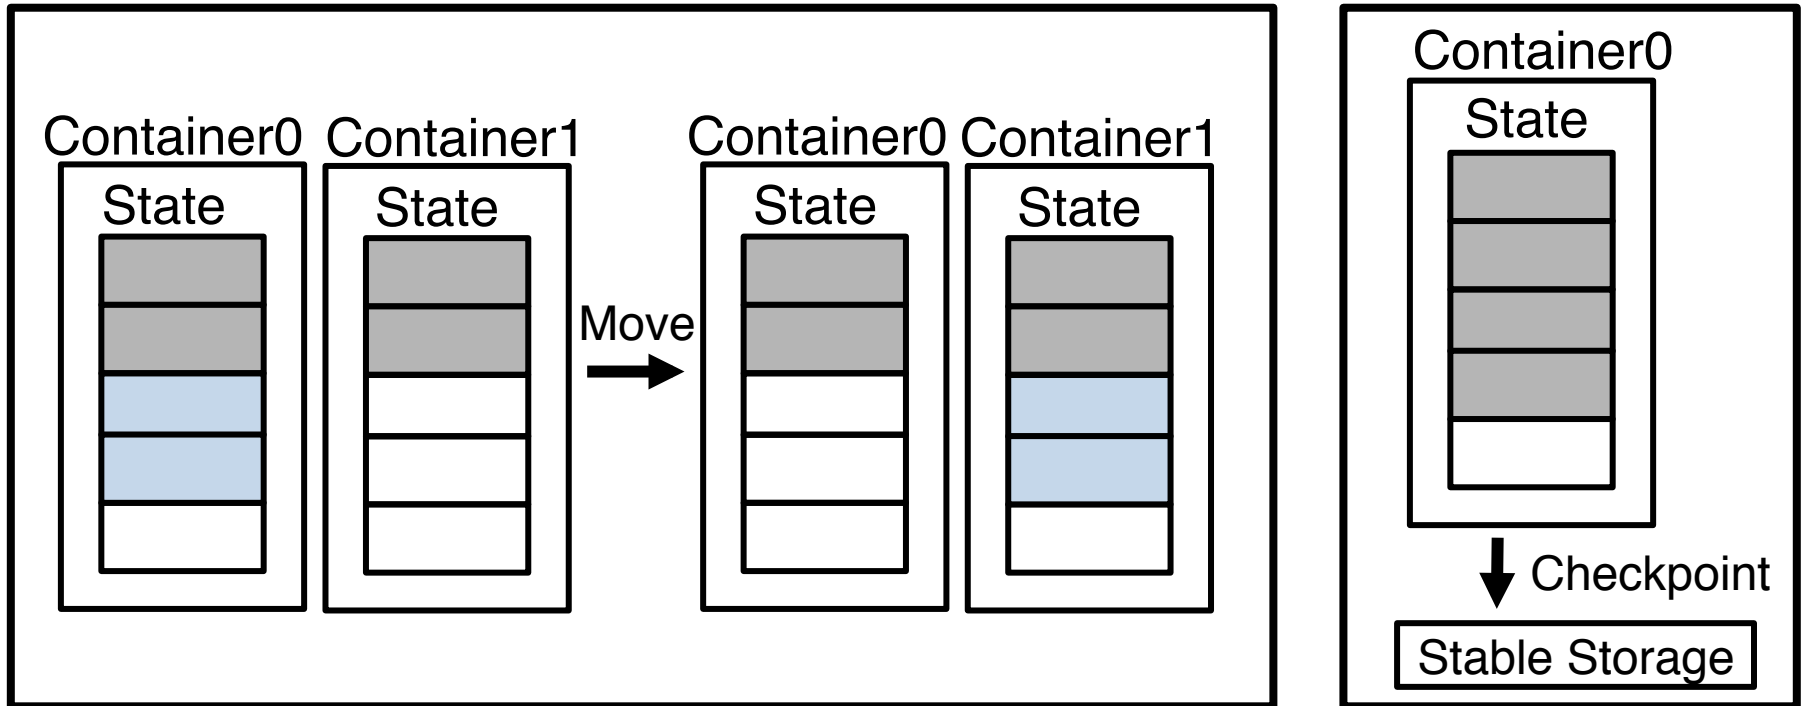 Container0 Container1
State State
Move
Container0 Container1
State State
Container0
State
Checkpoint
Stable Storage